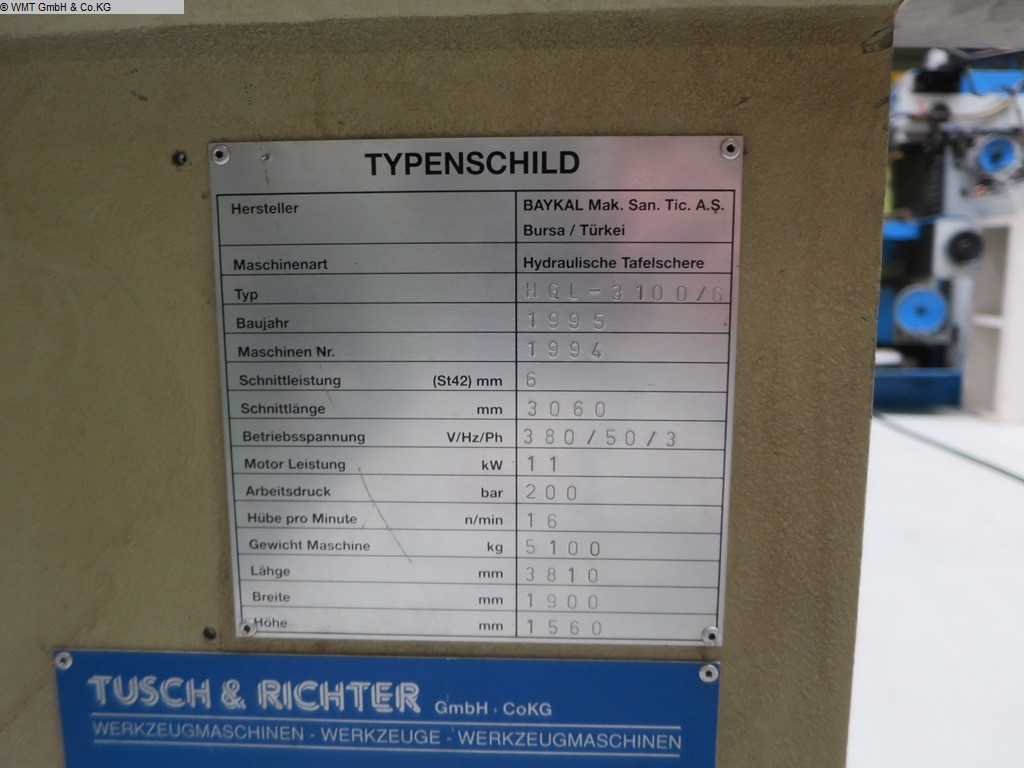 © WMT GmbH & Co.KG
TYPENSCHILD
Hersteller BAYKAL Mak. San. Tic. A.Ş.
Bursa / Türkei
Maschinenart Hydraulische Tafelschere
Typ HGL-3100/6
Baujahr 1995
Maschinen Nr. 1994
Schnittleistung (St42) mm 6
Schnittlänge mm 3060
Betriebsspannung V/Hz/Ph 380/50/3
Motor Leistung kW 11
Arbeitsdruck bar 200
Hübe pro Minute n/min 16
Gewicht Maschine kg 5100
Lähge mm 3810
Breite mm 1900
Höhe mm 1560
TUSCH & RICHTER GmbH · CoKG
WERKZEUGMASCHINEN - WERKZEUGE - WERKZEUGMASCHINEN